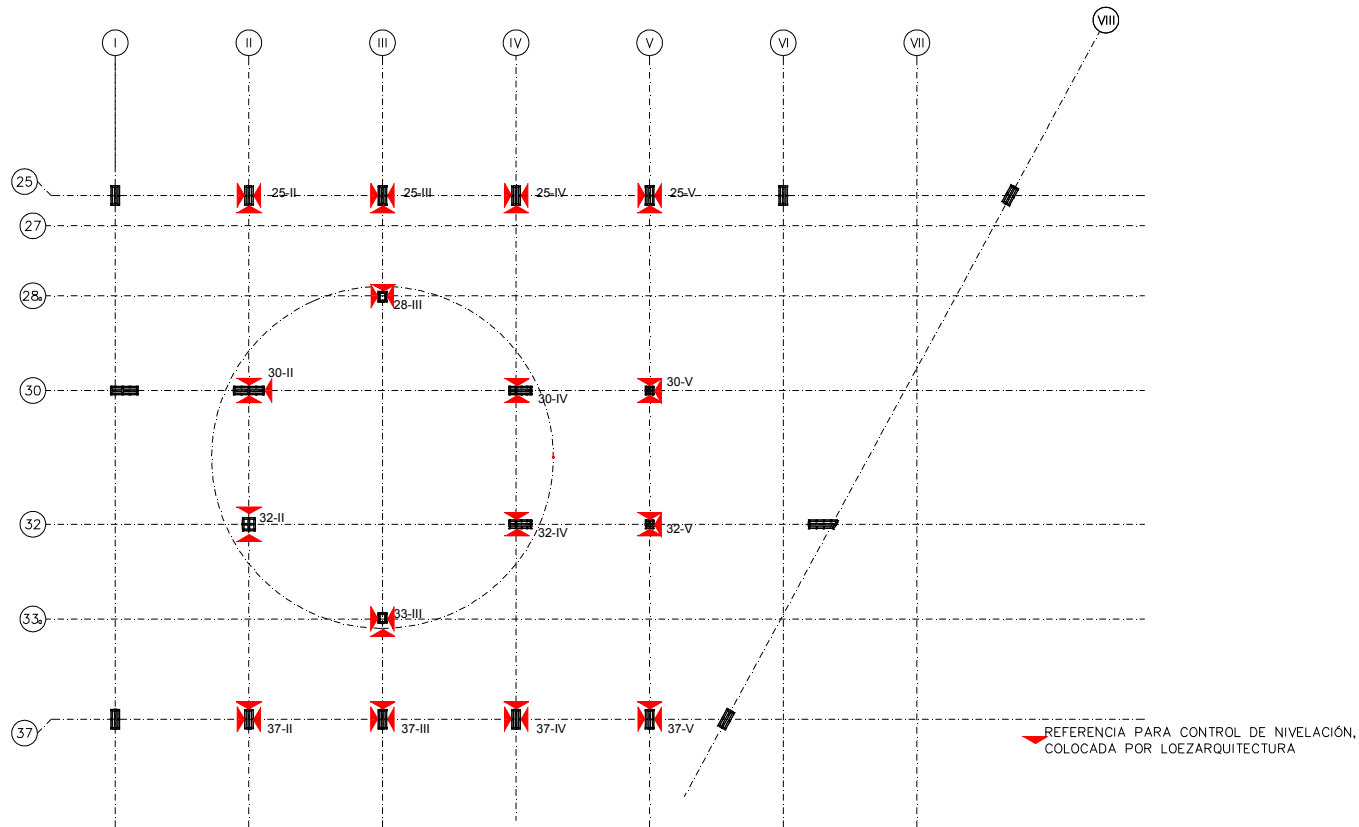 VIII
I
II
III
IV
V
VI
VII
25
25-II
25-III
25-IV
25-V
27
28a
28-III
30
30-II
30-IV
30-V
32
32-II
32-IV
32-V
33a
33-III
37
37-II
37-III
37-IV
37-V
REFERENCIA PARA CONTROL DE NIVELACIÓN,
COLOCADA POR LOEZARQUITECTURA